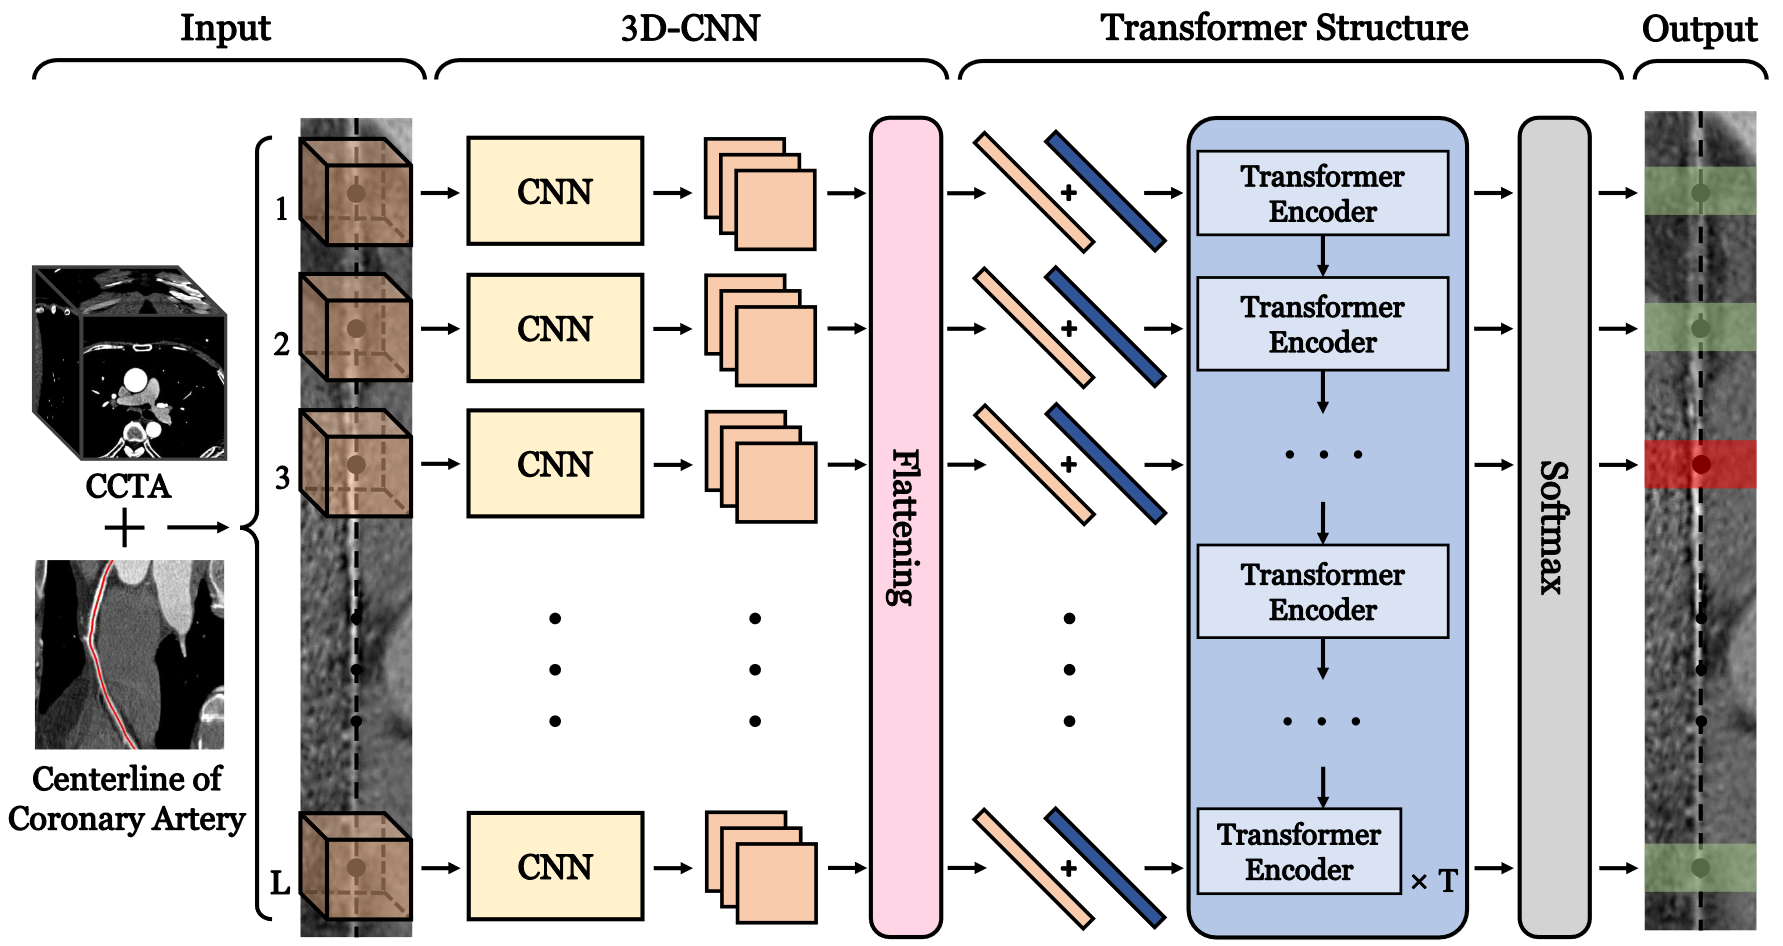 Input
3D-CNN
Transformer Structure
Output
1
CNN
+
Transformer
Encoder
2
CNN
+
Transformer
Encoder
3
CNN
+
. . .
CCTA
+
Flattening
Softmax
Transformer
Encoder
. . .
Centerline of
Coronary Artery
L
CNN
+
Transformer
Encoder
× T